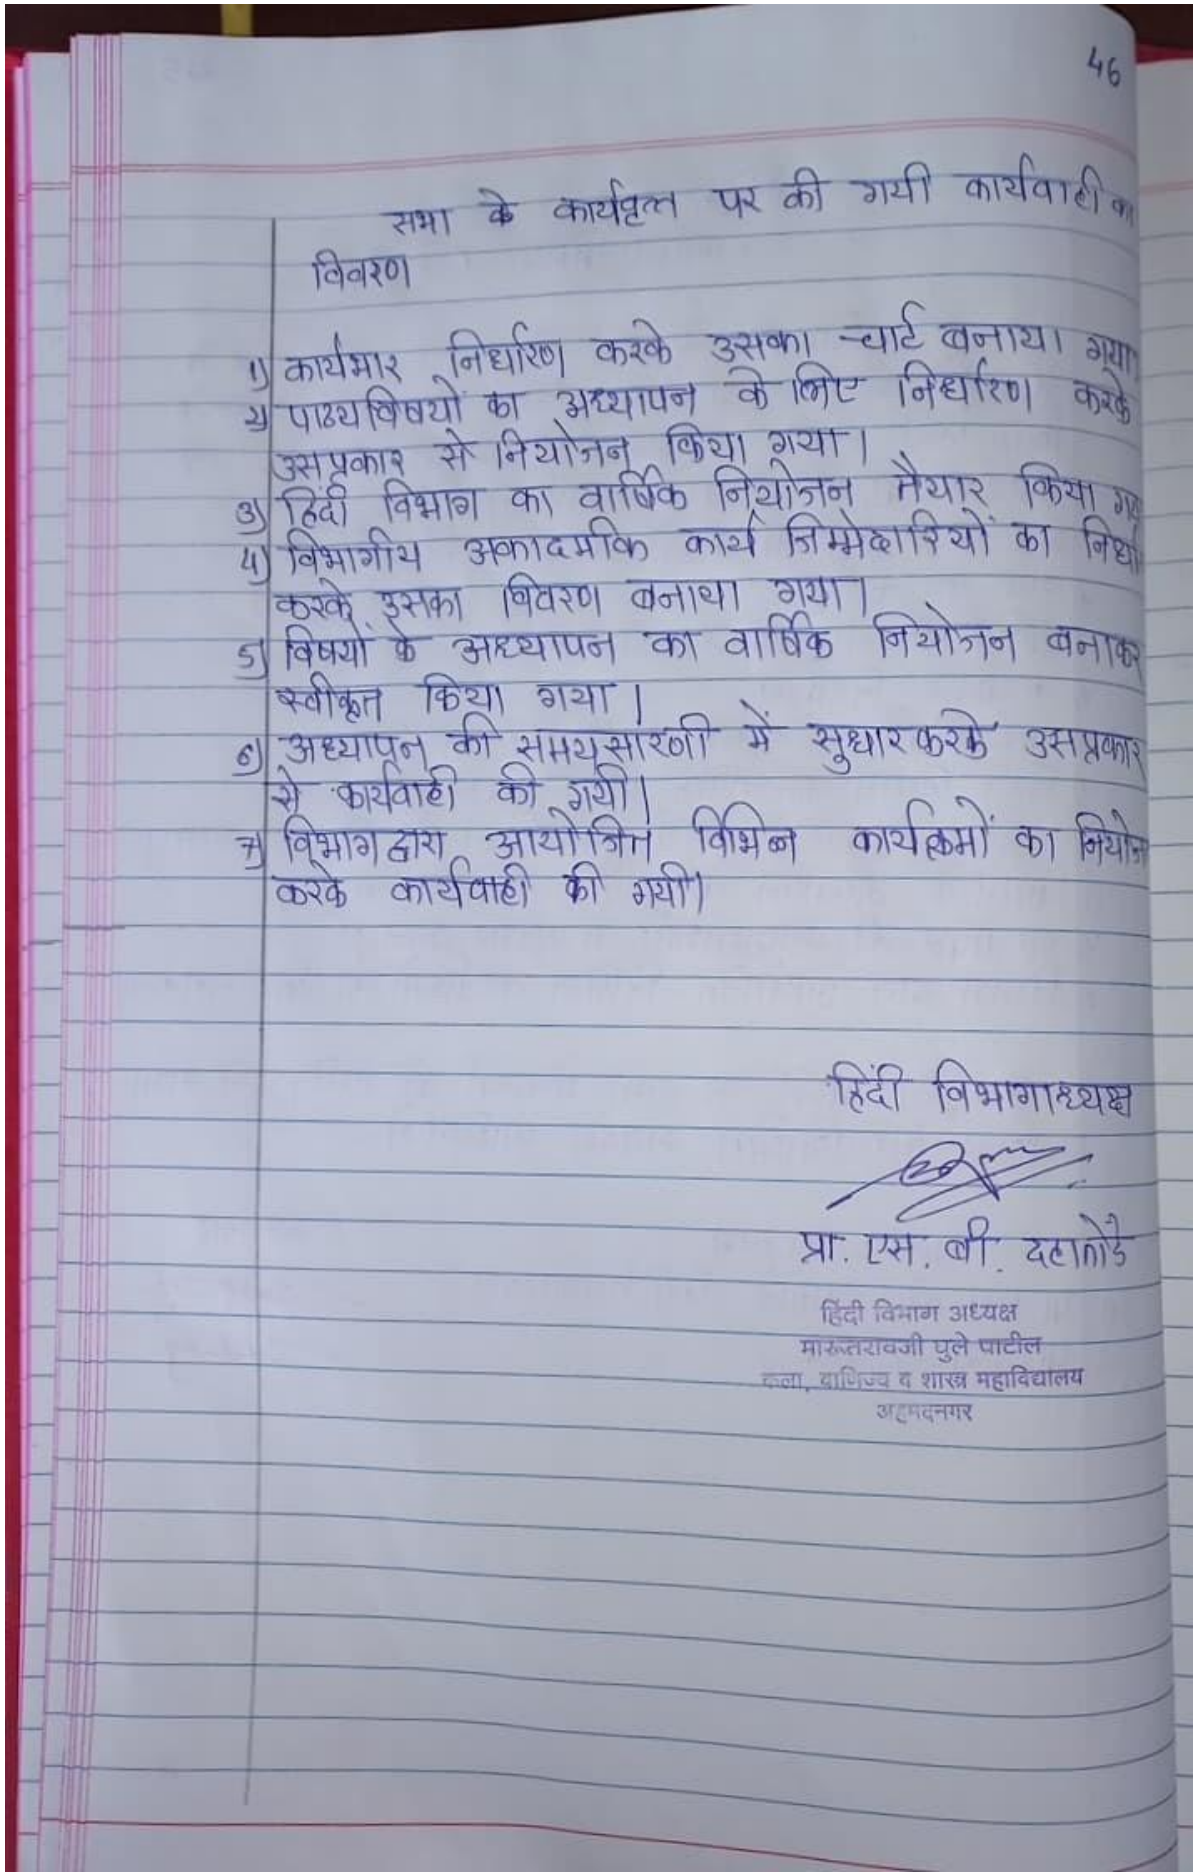 46
सभा के कार्यवृत्त पर की गयी कार्यवाही का
विवरण
1) कार्यभार निर्धारण करके उसका चार्ट बनाया गया
2) पाठ्यविषयों का अध्यापन के लिए निर्धारण करके
उसप्रकार से नियोजन किया गया।
3) हिंदी विभाग का वार्षिक नियोजन तैयार किया
4) विभागीय अकादमीक कार्य जिम्मेदारियों का निर्धा
करके उसका विवरण बनाया गया।
5) विषयों के अध्यापन का वार्षिक नियोजन बनाकर
स्वीकृत किया गया।
6) अध्यापन की समयसारणी में सुधार करके उसप्रकार
से कार्यवाही की गयी।
7) विभाग द्वारा आयोजित विभिन्न कार्यक्रमों का नियोज
करके कार्यवाही की गयी।
हिंदी विभागाध्यक्ष
प्रा. एस. बी.
हिंदी विभाग अध्यक्ष
मारुतरावजी घुले पाटील
कला, वाणिज्य व शास्त्र महाविद्यालय
अहमदनगर